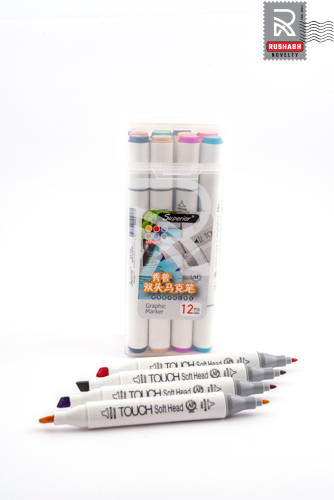 RUSHABH
NOVELTY
Superior
秀普
双头马克笔
Graphic
Marker
12
TOUCH Soft Head
TOUCH Soft Head
TOUCH Soft Head
TOUCH Soft Head